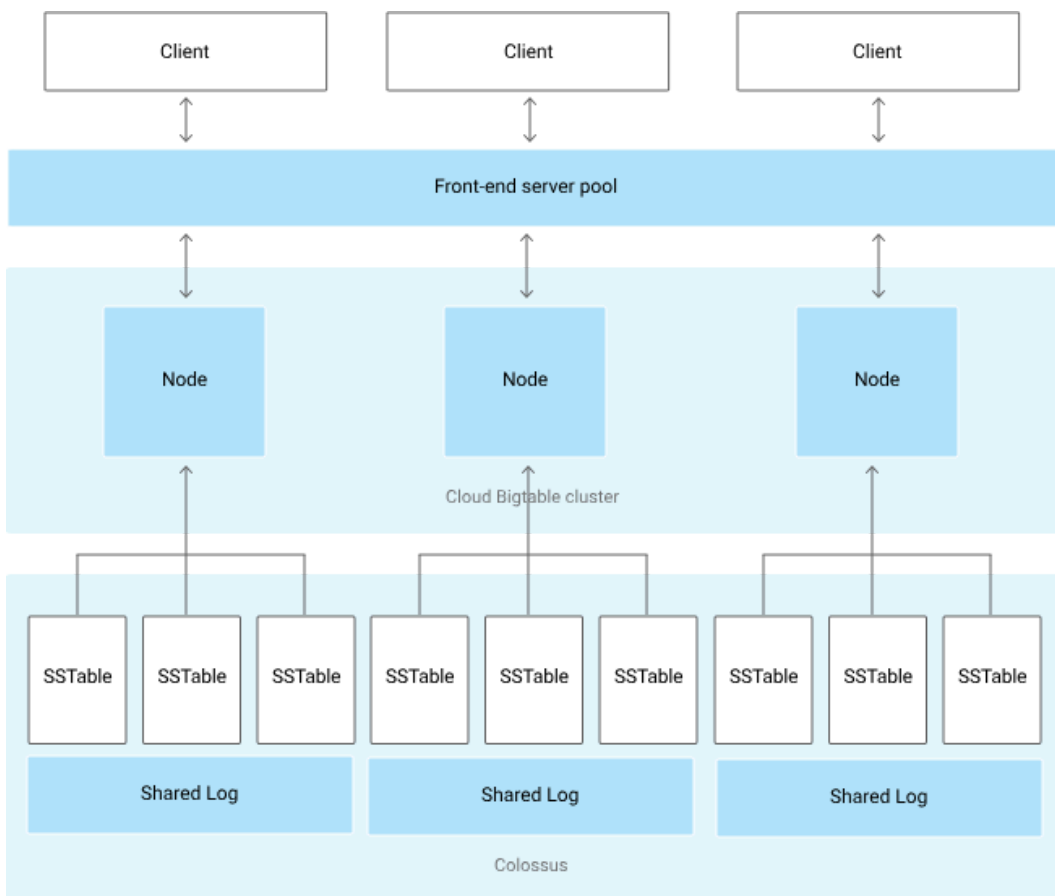 Client
Client
Client
Front-end server pool
Node
Node
Node
Cloud Bigtable cluster
SSTable
SSTable
SSTable
SSTable
SSTable
SSTable
SSTable
SSTable
SSTable
Shared Log
Shared Log
Shared Log
Colossus